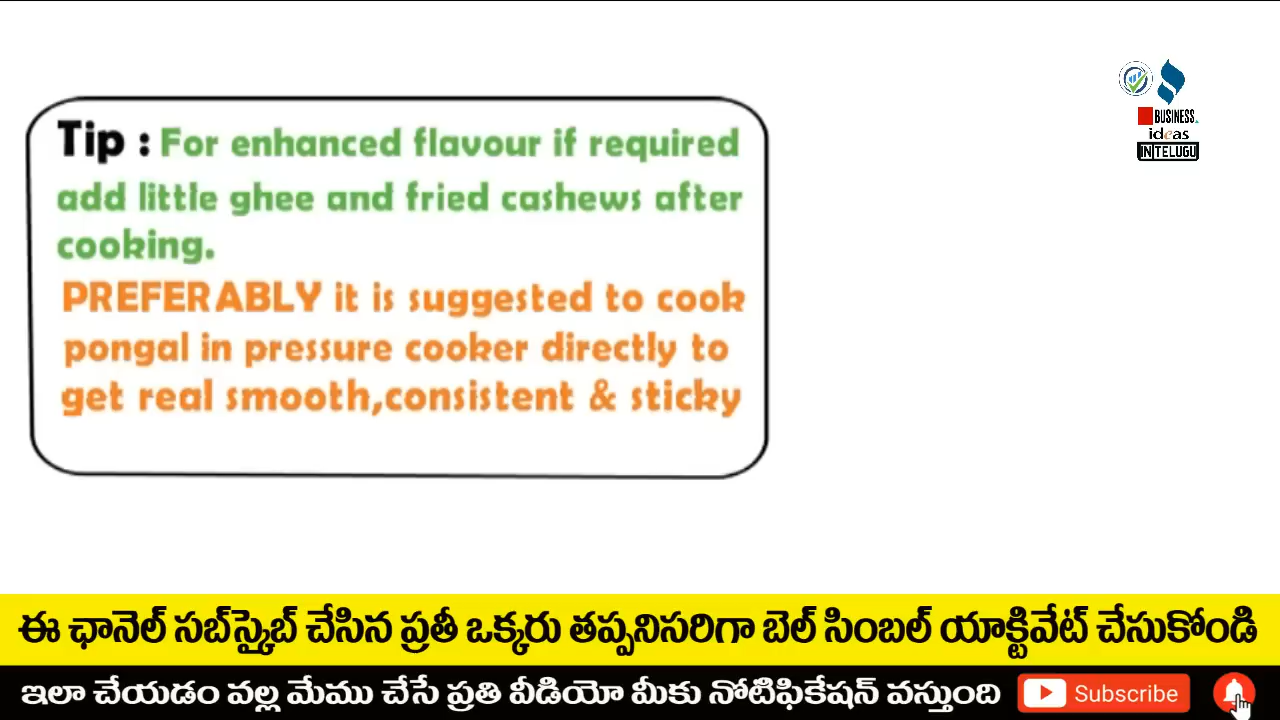 BUSINESS
ideas
IN TELUGU
Tip : For enhanced flavour if required
add little ghee and fried cashews after
cooking.
PREFERABLY it is suggested to cook
pongal in pressure cooker directly to
get real smooth,consistent & sticky
ఈ ఛానెల్ సబ్‌స్క్రైబ్ చేసిన ప్రతీ ఒక్కరు తప్పనిసరిగా బెల్ సింబల్ యాక్టివేట్ చేసుకోండి
ఇలా చేయడం వల్ల మేము చేసే ప్రతి వీడియో మీకు నోటిఫికేషన్ వస్తుంది Subscribe